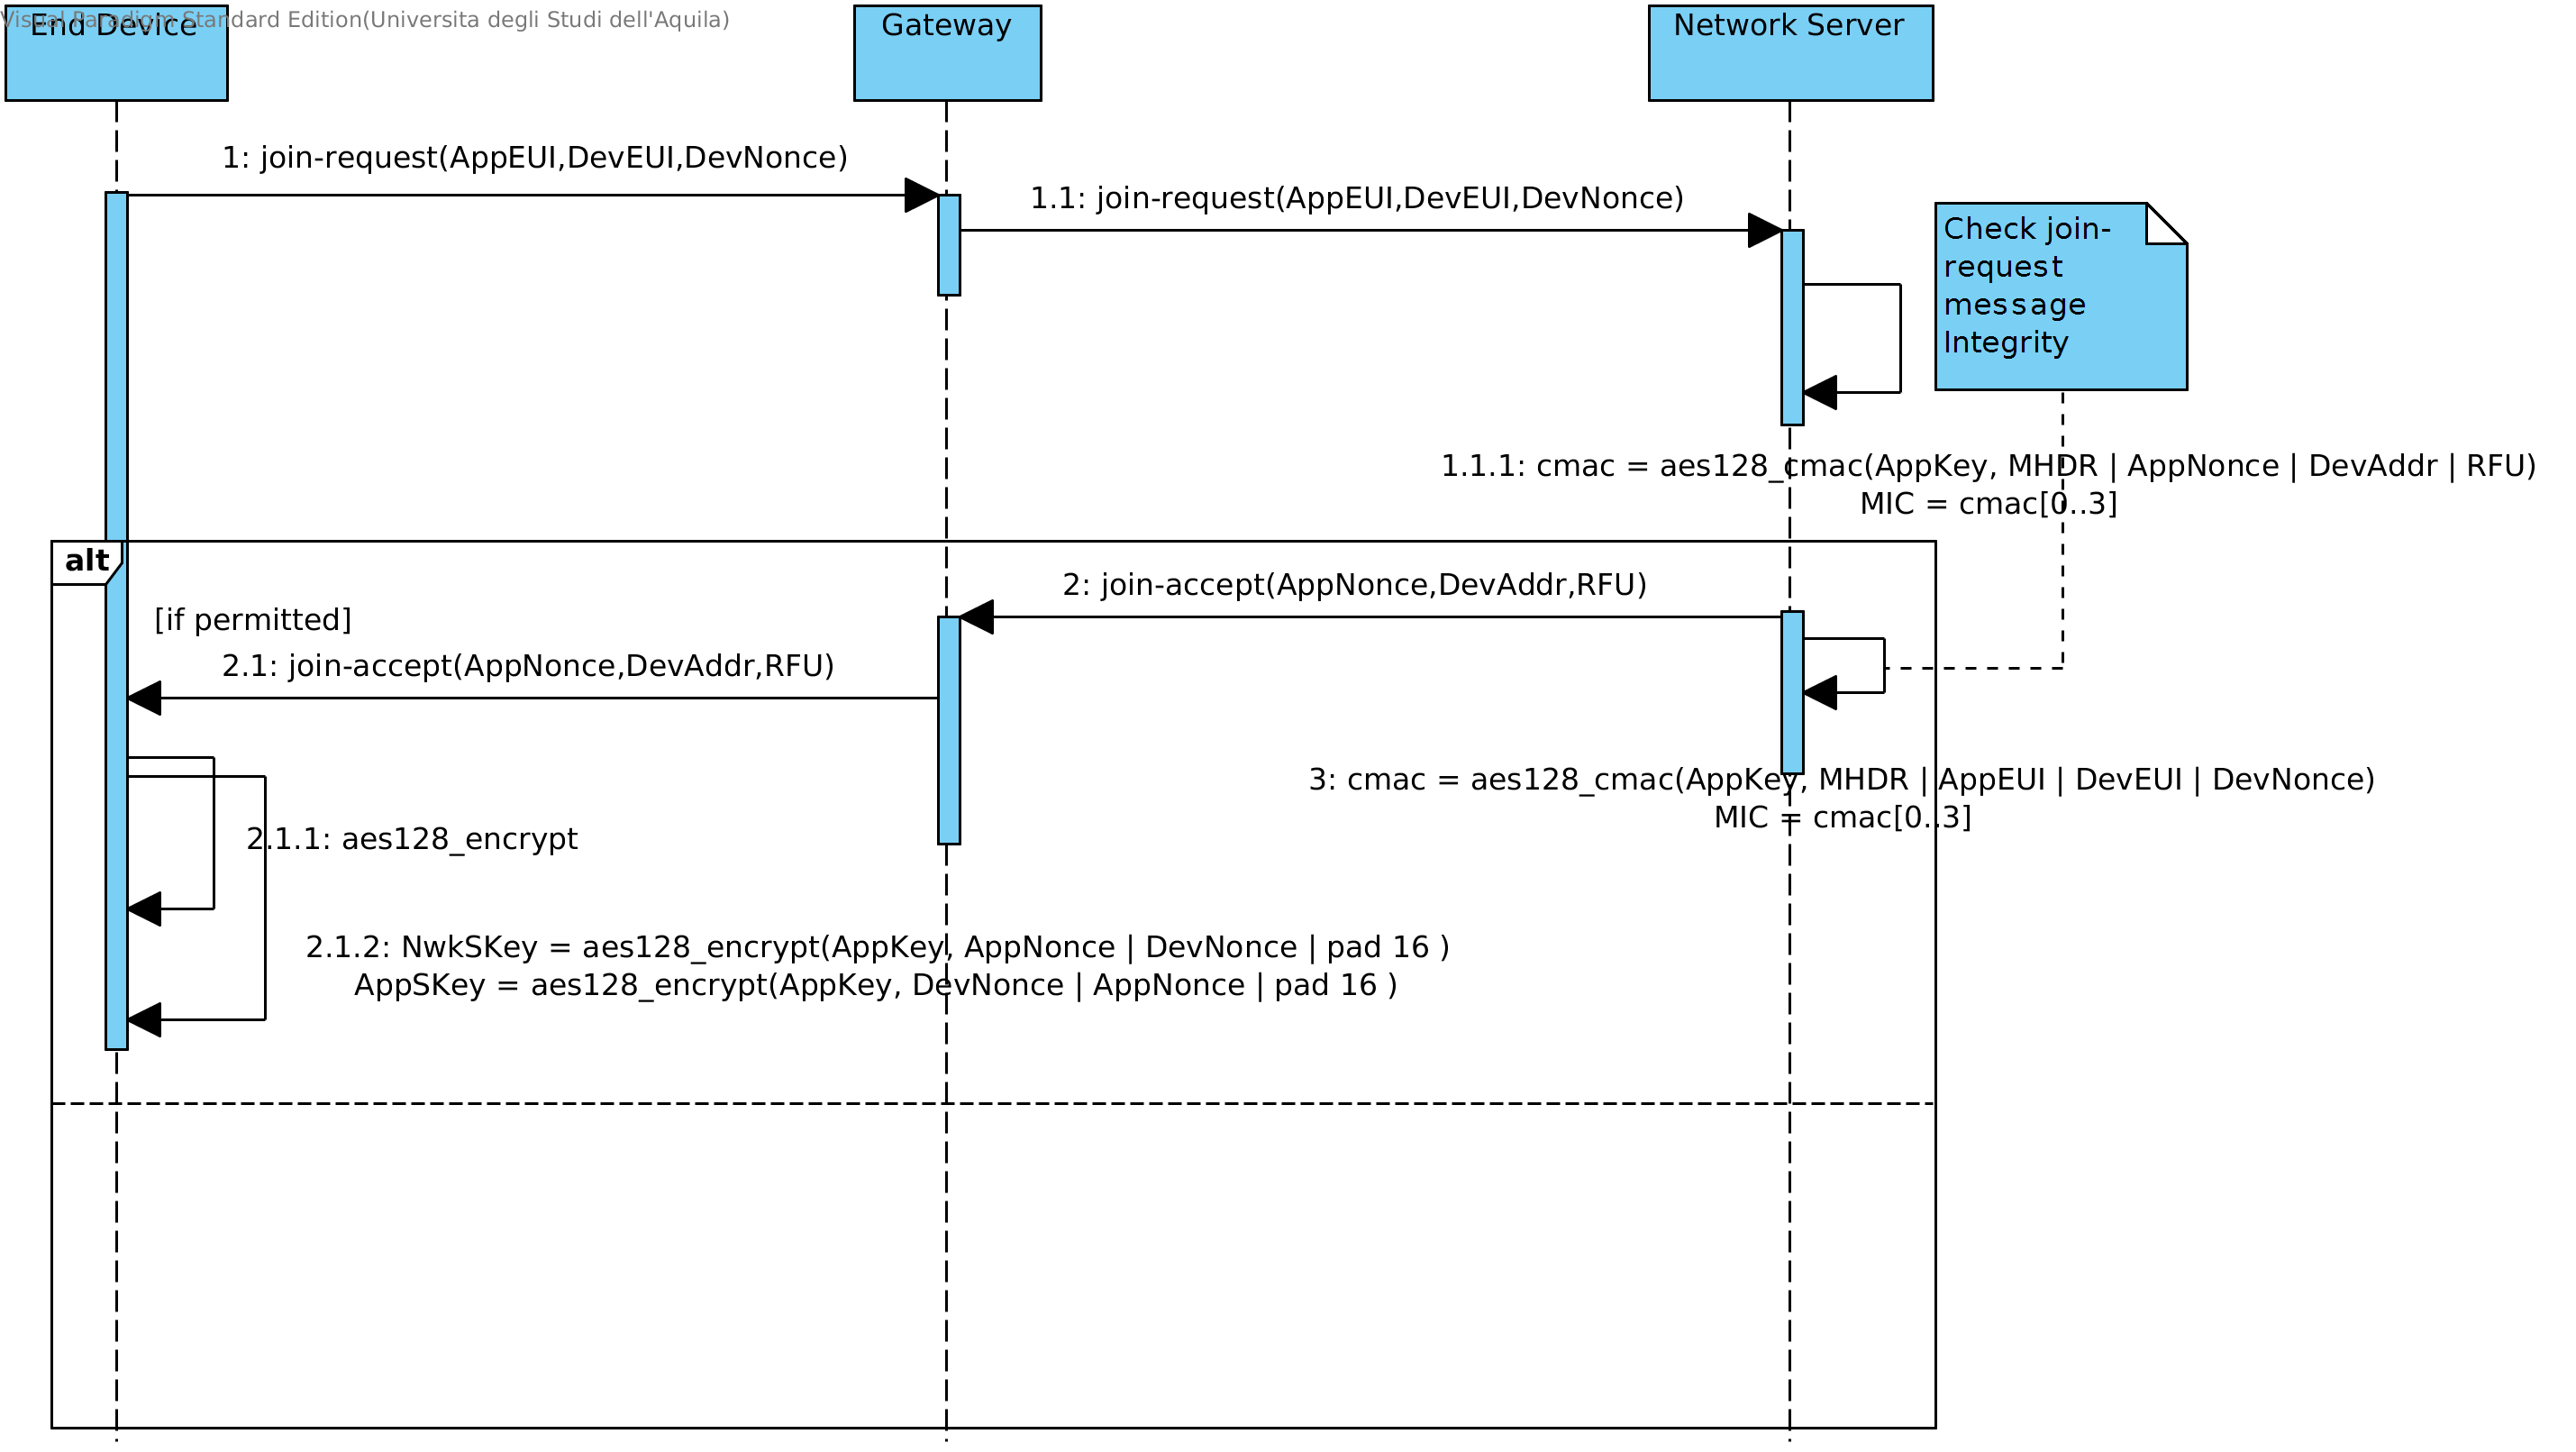 Visual Paradigm Standard Edition(Universita degli Studi dell'Aquila)
End Device
Gateway
Network Server
1: join-request(AppEUI,DevEUI,DevNonce)
1.1: join-request(AppEUI,DevEUI,DevNonce)
Check join-
request
message
Integrity
1.1.1: cmac = aes128_cmac(AppKey, MHDR | AppNonce | DevAddr | RFU)
MIC = cmac[0..3]
alt
2: join-accept(AppNonce,DevAddr,RFU)
[if permitted]
2.1: join-accept(AppNonce,DevAddr,RFU)
3: cmac = aes128_cmac(AppKey, MHDR | AppEUI | DevEUI | DevNonce)
MIC = cmac[0..3]
2.1.1: aes128_encrypt
2.1.2: NwkSKey = aes128_encrypt(AppKey, AppNonce | DevNonce | pad 16 )
AppSKey = aes128_encrypt(AppKey, DevNonce | AppNonce | pad 16 )